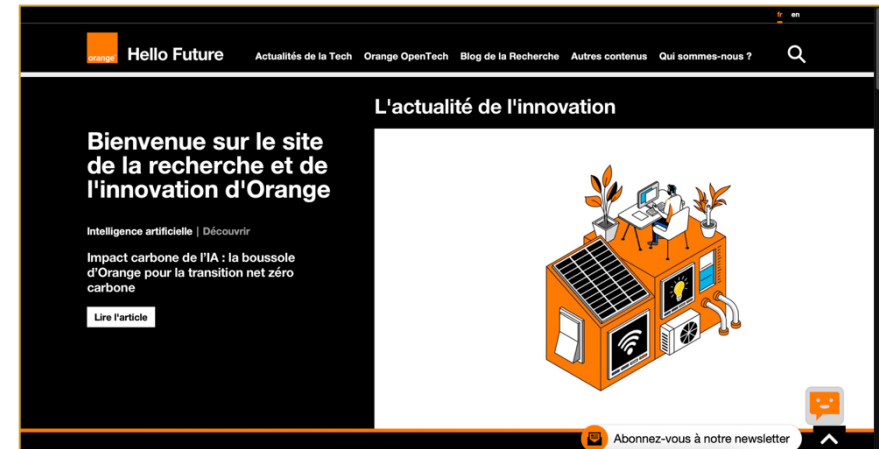 fr en
orange™
Hello Future
Actualités de la Tech Orange OpenTech Blog de la Recherche Autres contenus Qui sommes-nous ?
L'actualité de l'innovation
Bienvenue sur le site
de la recherche et de
l'innovation d'Orange
Intelligence artificielle | Découvrir
Impact carbone de l'IA : la boussole
d'Orange pour la transition net zéro
carbone
Lire l'article
Abonnez-vous à notre newsletter